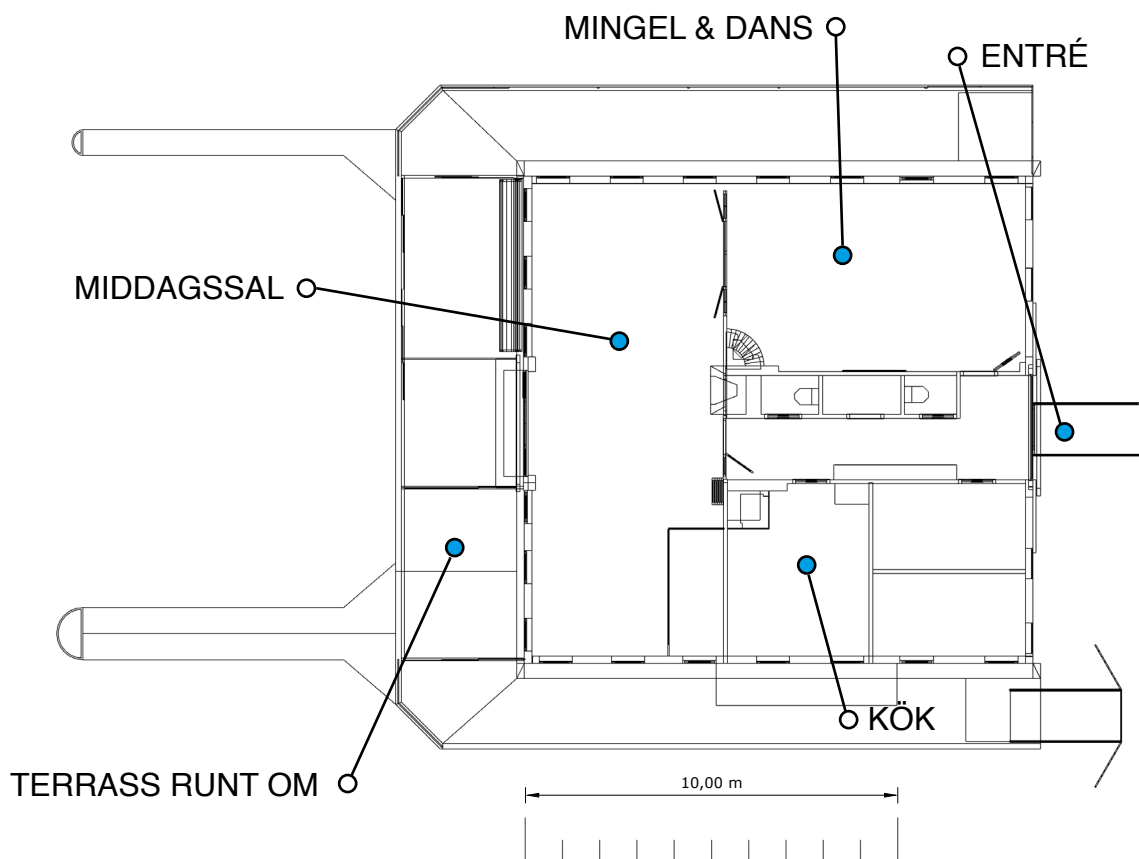 MINGEL & DANS
ENTRÉ
MIDDAGSSAL
KÖK
TERRASS RUNT OM
10,00 m